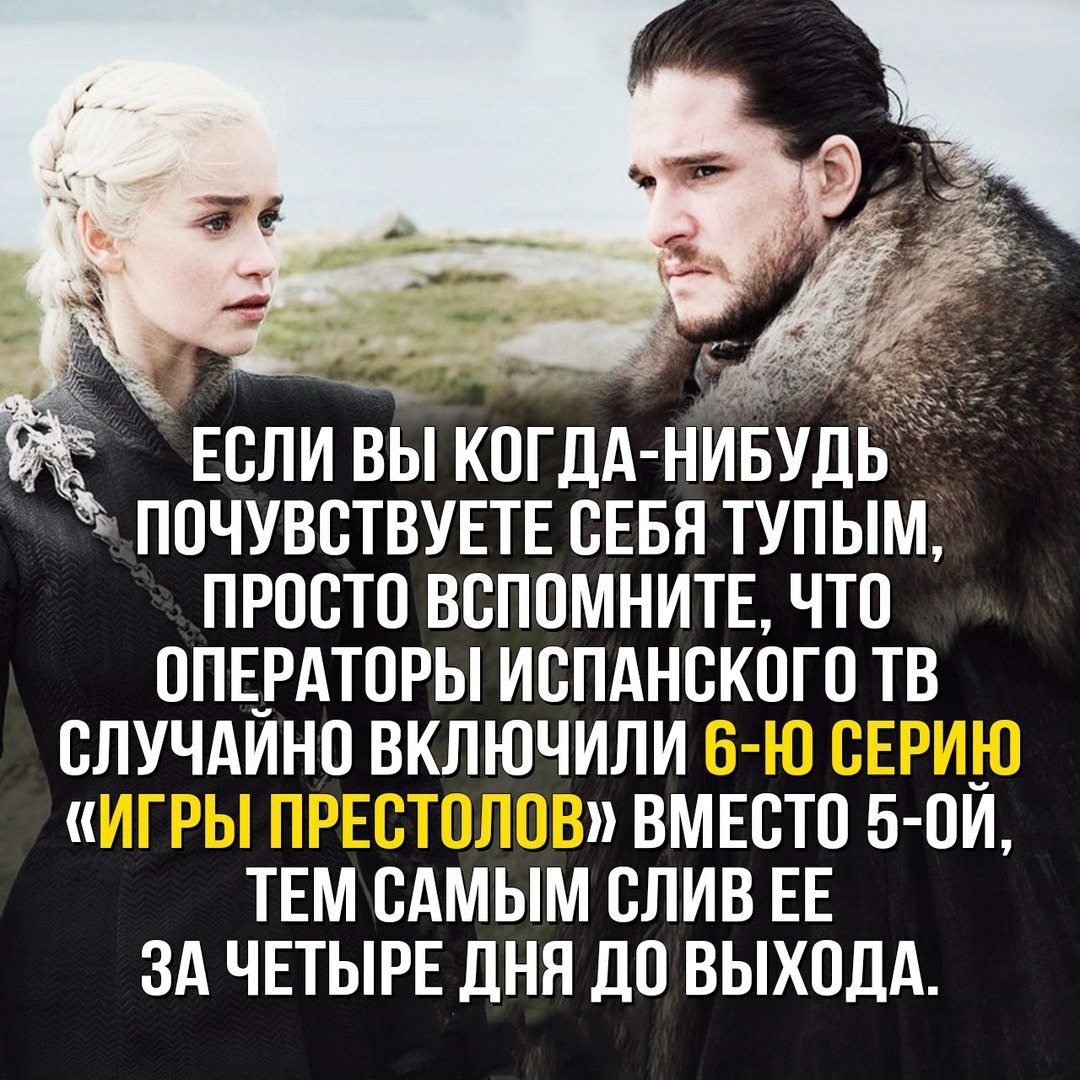 ЕСЛИ ВЫ КОГДА-НИБУДЬ
ПОЧУВСТВУЕТЕ СЕБЯ ТУПЫМ,
ПРОСТО ВСПОМНИТЕ, ЧТО
ОПЕРАТОРЫ ИСПАНСКОГО ТВ
СЛУЧАЙНО ВКЛЮЧИЛИ 6-Ю СЕРИЮ
«ИГРЫ ПРЕСТОЛОВ» ВМЕСТО 5-ОЙ,
ТЕМ САМЫМ СЛИВ ЕЕ
ЗА ЧЕТЫРЕ ДНЯ ДО ВЫХОДА.